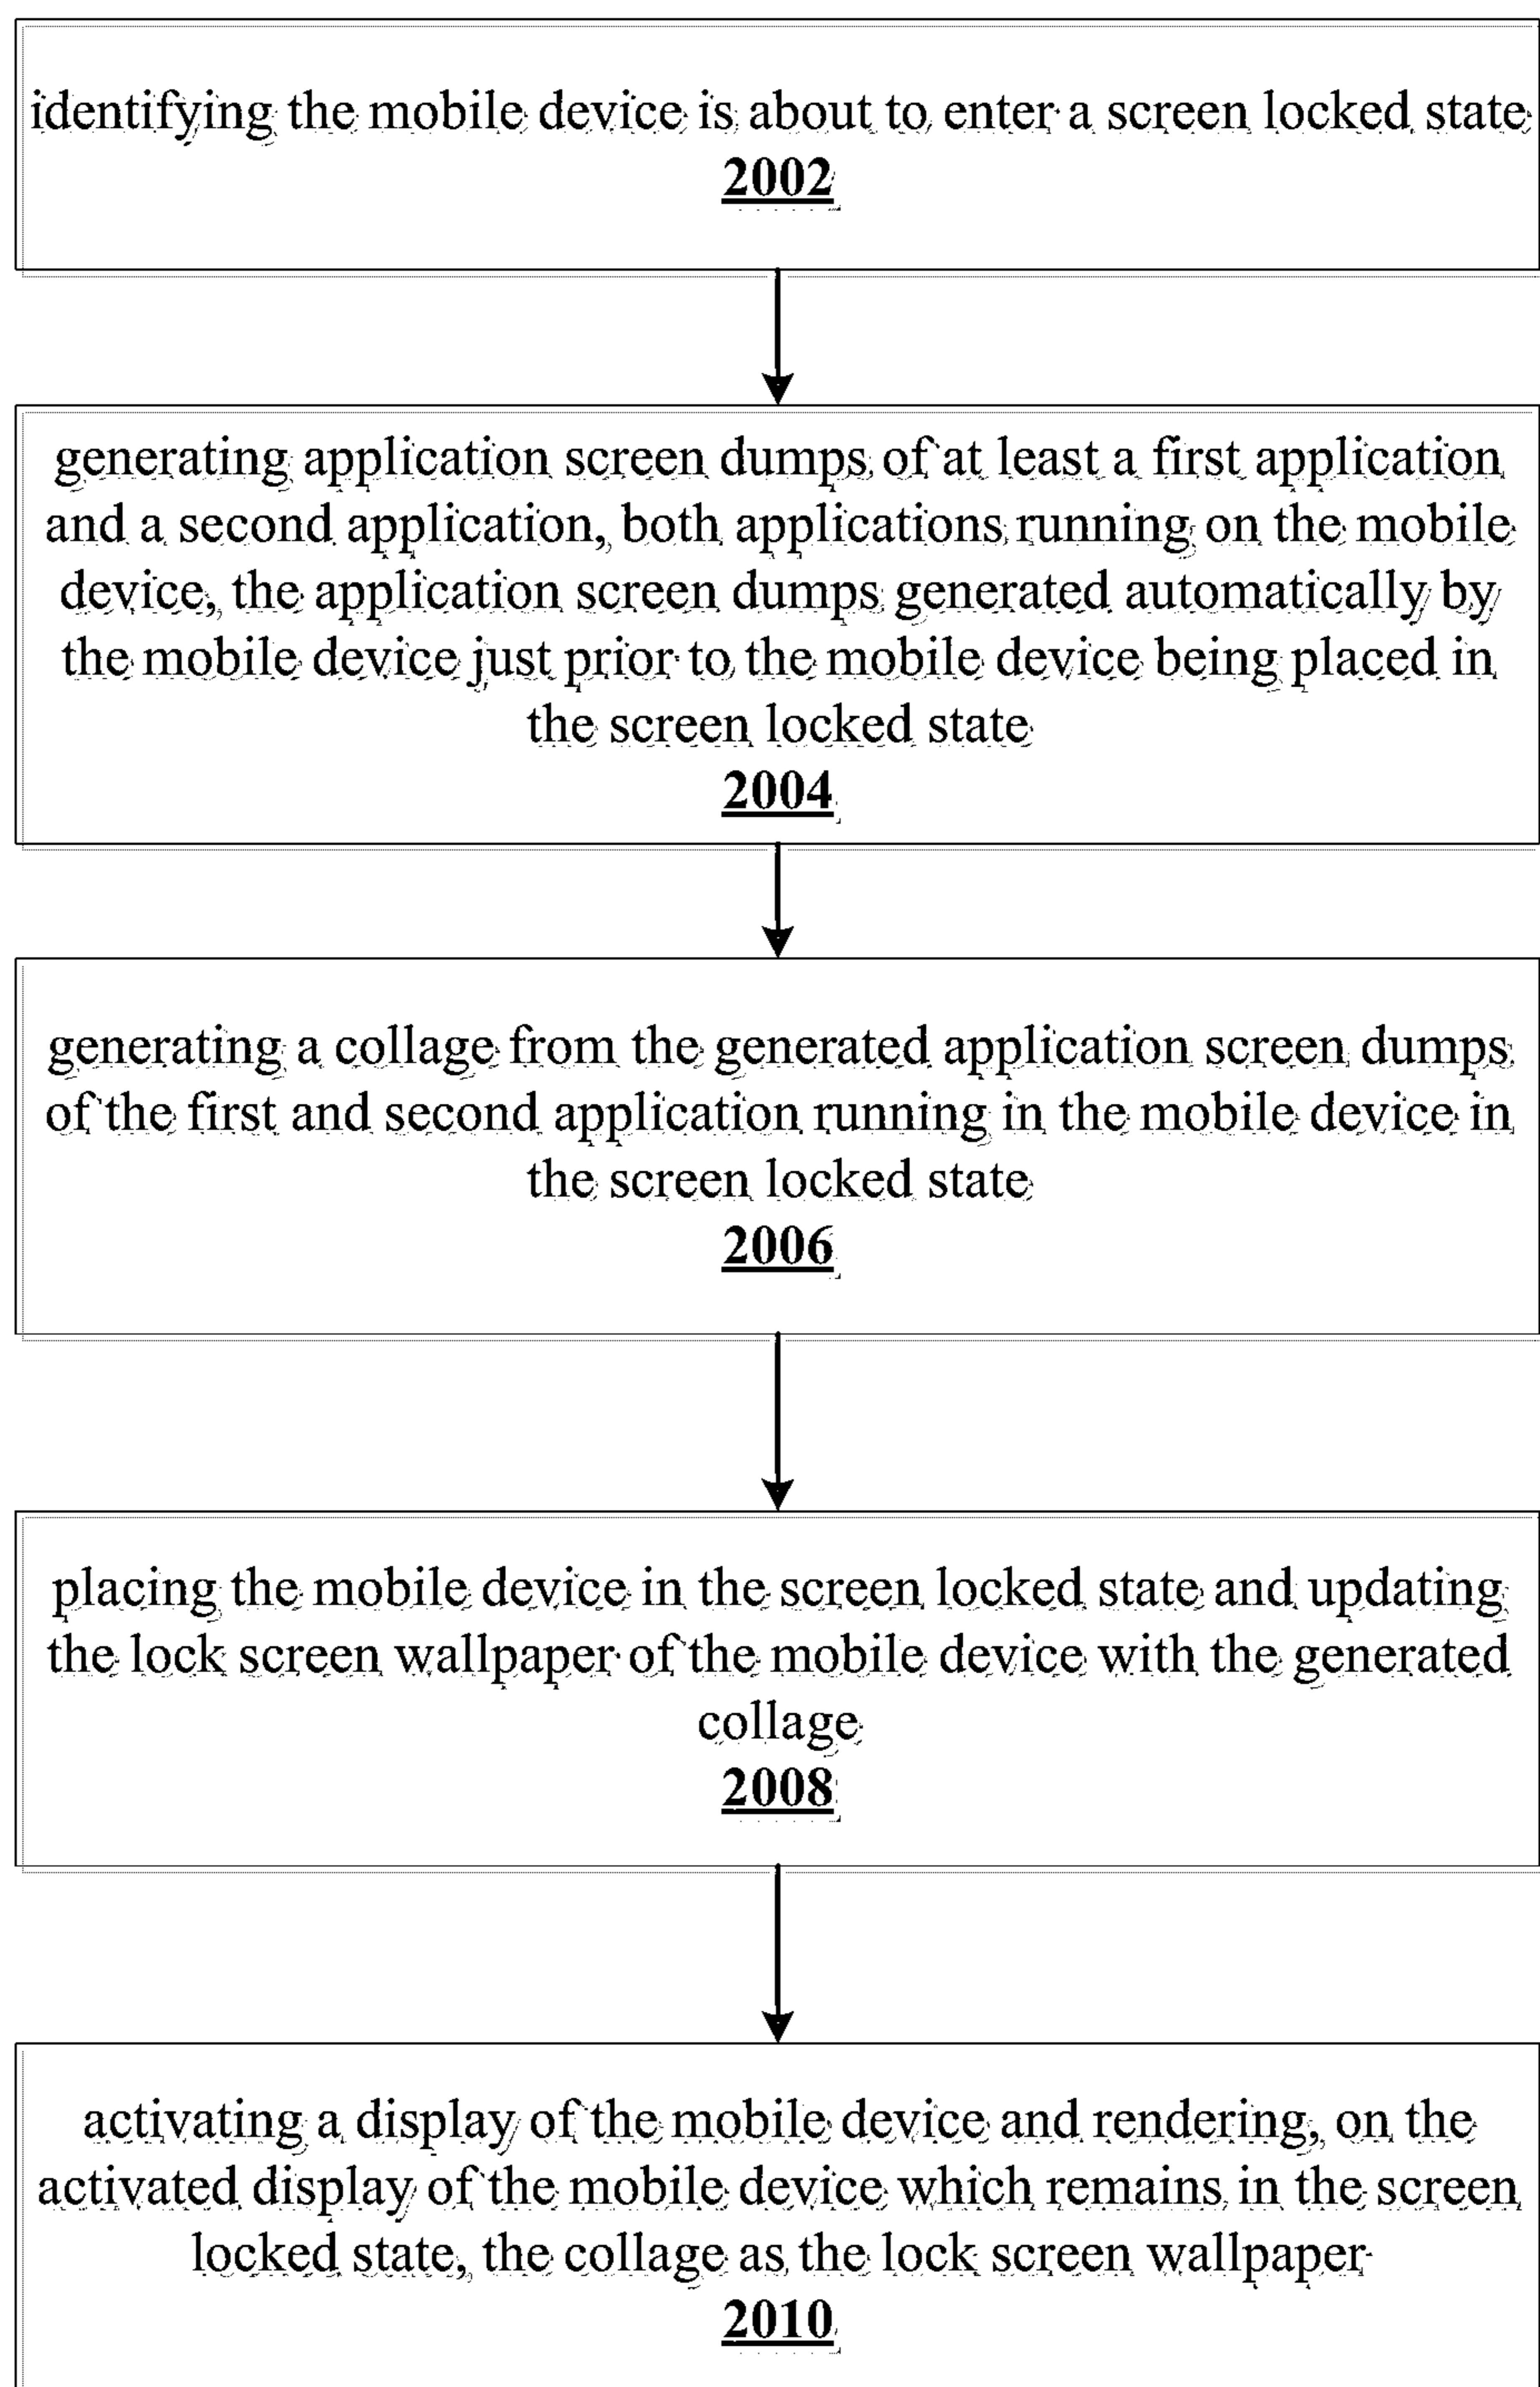 identifying the mobile device is about to enter a screen locked state
2002
generating application screen dumps of at least a first application
and a second application, both applications running on the mobile
device, the application screen dumps generated automatically by
the mobile device just prior to the mobile device being placed in
the screen locked state
2004
generating a collage from the generated application screen dumps
of the first and second application running in the mobile device in
the screen locked state
2006
placing the mobile device in the screen locked state and updating
the lock screen wallpaper of the mobile device with the generated
collage
2008
activating a display of the mobile device and rendering, on the
activated display of the mobile device which remains in the screen
locked state, the collage as the lock screen wallpaper
2010